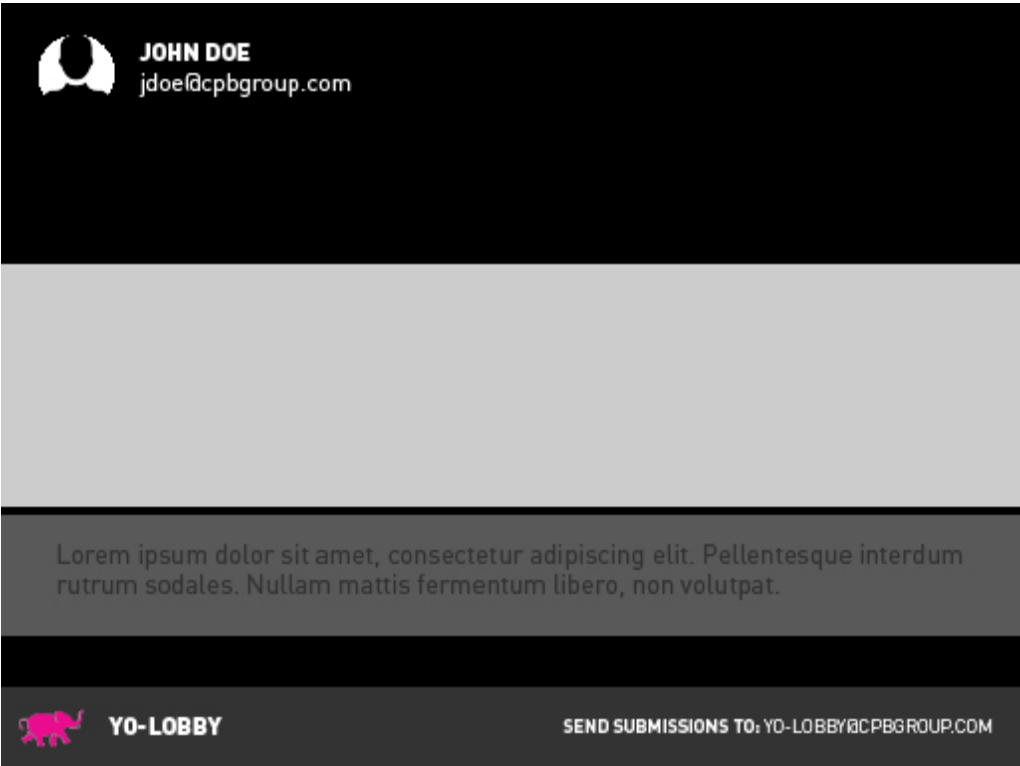 JOHN DOE
jdoe@cpbgroup.com
Lorem ipsum dolor sit amet, consectetur adipiscing elit. Pellentesque interdum
rutrum sodales. Nullam mattis fermentum libero, non volutpat.
YO-LOBBY
SEND SUBMISSIONS TO: YO-LOBBY@CPBGROUP.COM